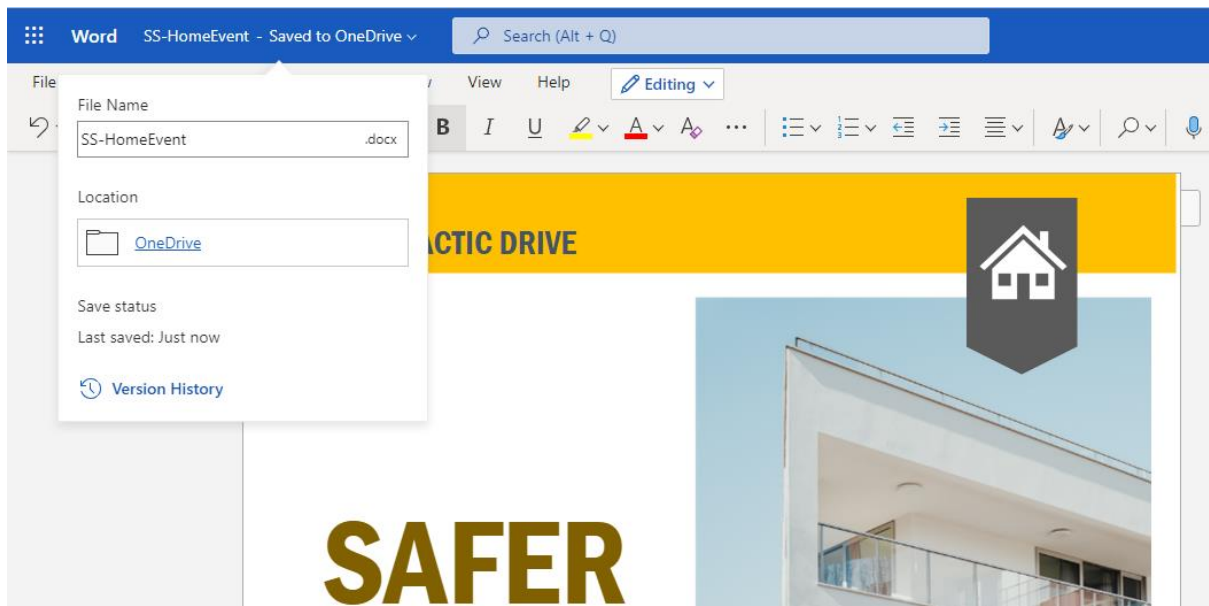 Word SS-HomeEvent - Saved to OneDrive Search (Alt + Q)
File View Help Editing
File Name
SS-HomeEvent .docx
B I U A A
Location
OneDrive
DRIVE
Save status
Last saved: Just now
Version History
SAFER